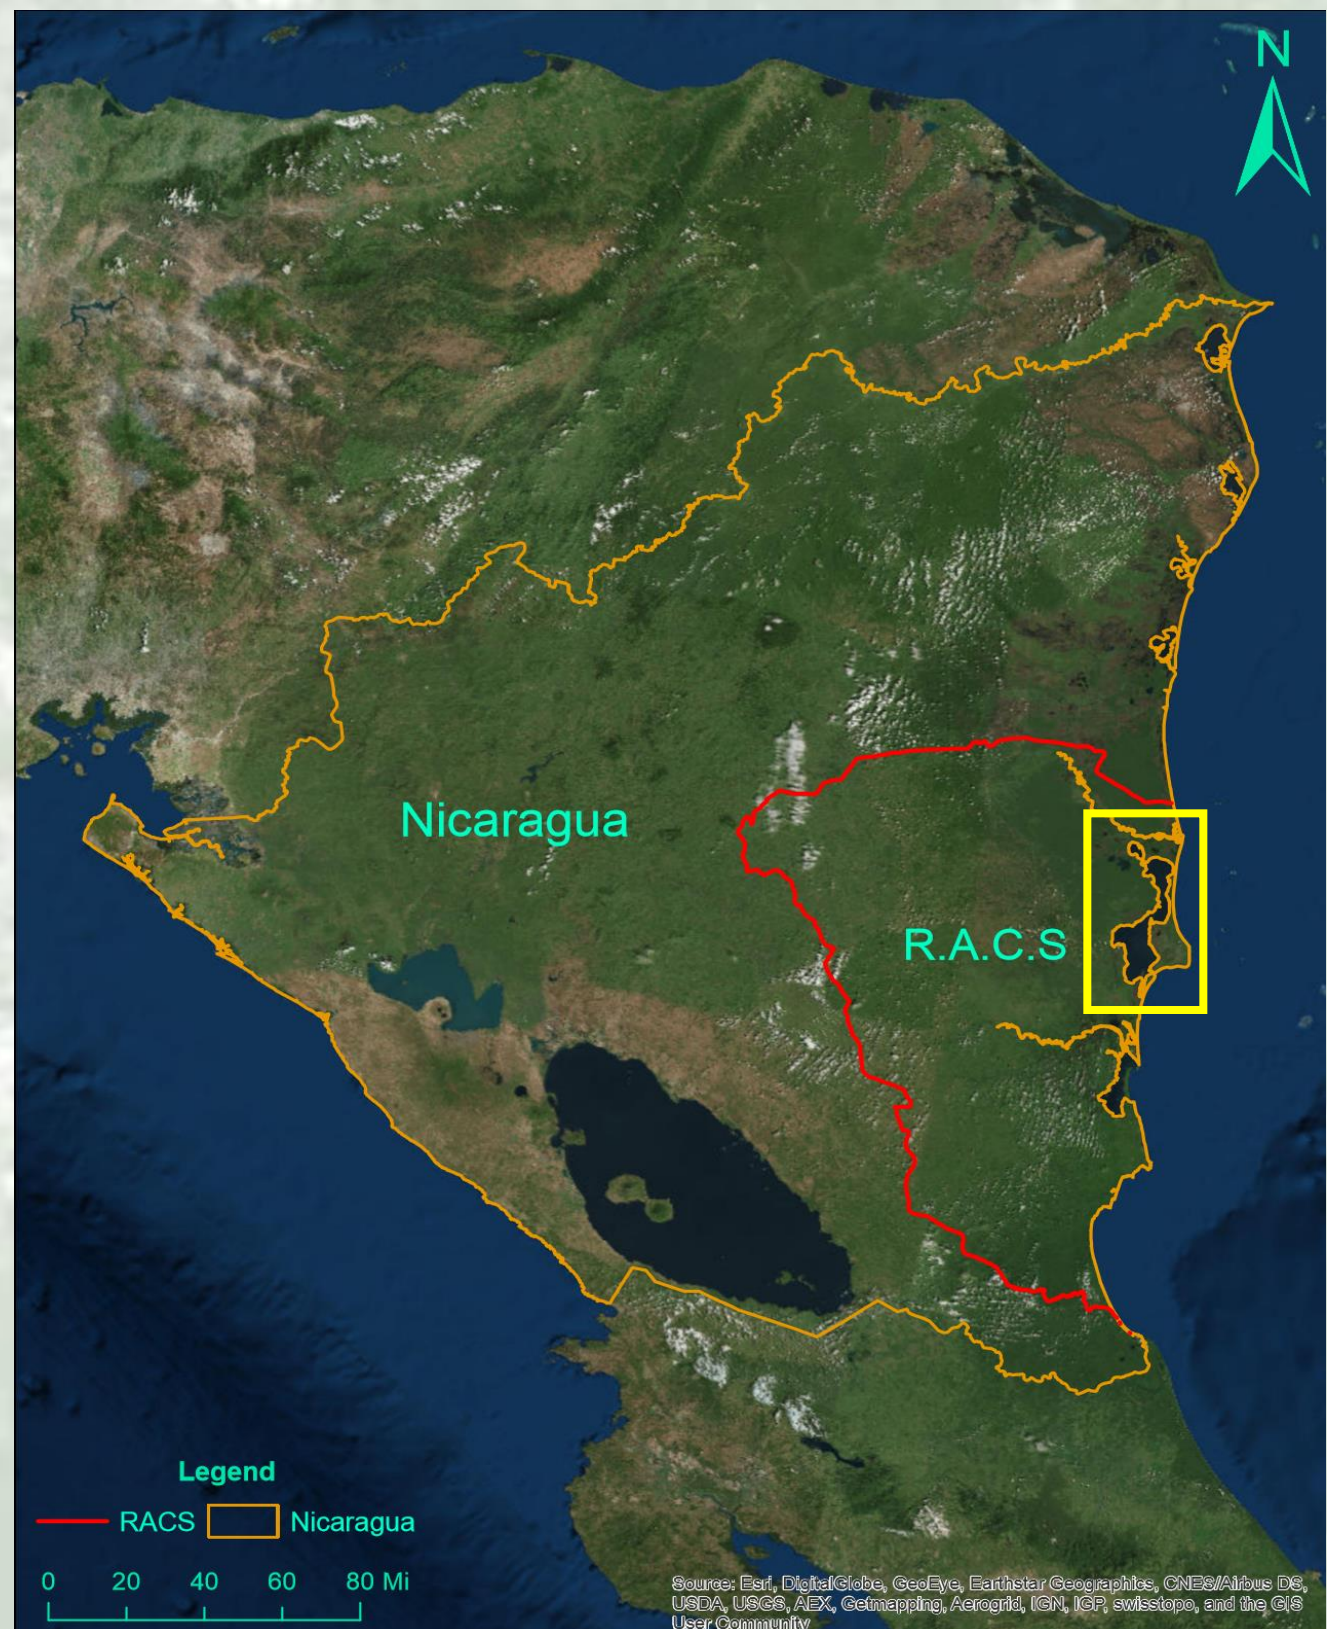 N
Nicaragua
R.A.C.S
Legend
RACS
Nicaragua
0 20 40 60 80 Mi
Source: Esri, DigitalGlobe, GeoEye, Earthstar Geographics, CNES/Airbus DS,
USDA, USGS, AEX, Getmapping, Aerogrid, IGN, IGP, swisstopo, and the GIS
User Community